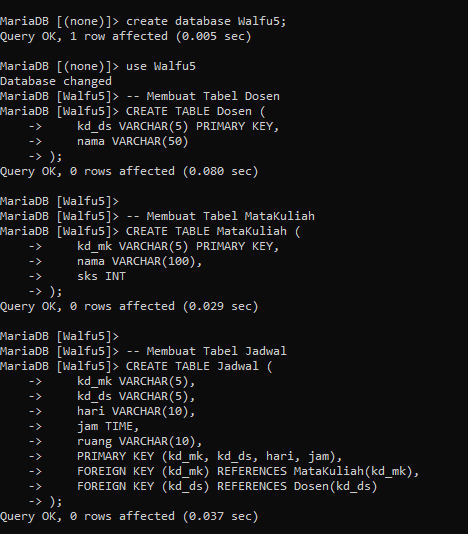 MariaDB [(none)]> create database Walfu5;
Query OK, 1 row affected (0.005 sec)
MariaDB [(none)]> use Walfu5
Database changed
MariaDB [Walfu5]> -- Membuat Tabel Dosen
MariaDB [Walfu5]> CREATE TABLE Dosen (
    ->     kd_ds VARCHAR(5) PRIMARY KEY,
    ->     nama VARCHAR(50)
    -> );
Query OK, 0 rows affected (0.080 sec)
MariaDB [Walfu5]>
MariaDB [Walfu5]> -- Membuat Tabel MataKuliah
MariaDB [Walfu5]> CREATE TABLE MataKuliah (
    ->     kd_mk VARCHAR(5) PRIMARY KEY,
    ->     nama VARCHAR(100),
    ->     sks INT
    -> );
Query OK, 0 rows affected (0.029 sec)
MariaDB [Walfu5]>
MariaDB [Walfu5]> -- Membuat Tabel Jadwal
MariaDB [Walfu5]> CREATE TABLE Jadwal (
    ->     kd_mk VARCHAR(5),
    ->     kd_ds VARCHAR(5),
    ->     hari VARCHAR(10),
    ->     jam TIME,
    ->     ruang VARCHAR(10),
    ->     PRIMARY KEY (kd_mk, kd_ds, hari, jam),
    ->     FOREIGN KEY (kd_mk) REFERENCES MataKuliah(kd_mk),
    ->     FOREIGN KEY (kd_ds) REFERENCES Dosen(kd_ds)
    -> );
Query OK, 0 rows affected (0.037 sec)